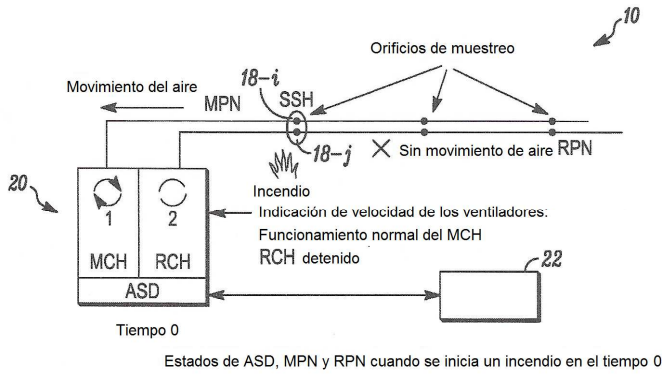 10
Orificios de muestreo
18-i
Movimiento del aire
MPN
SSH
18-j
Sin movimiento de aire RPN
20
Incendio
1
2
Indicación de velocidad de los ventiladores:
Funcionamiento normal del MCH
MCH
RCH
RCH detenido
22
ASD
Tiempo 0
Estados de ASD, MPN y RPN cuando se inicia un incendio en el tiempo 0